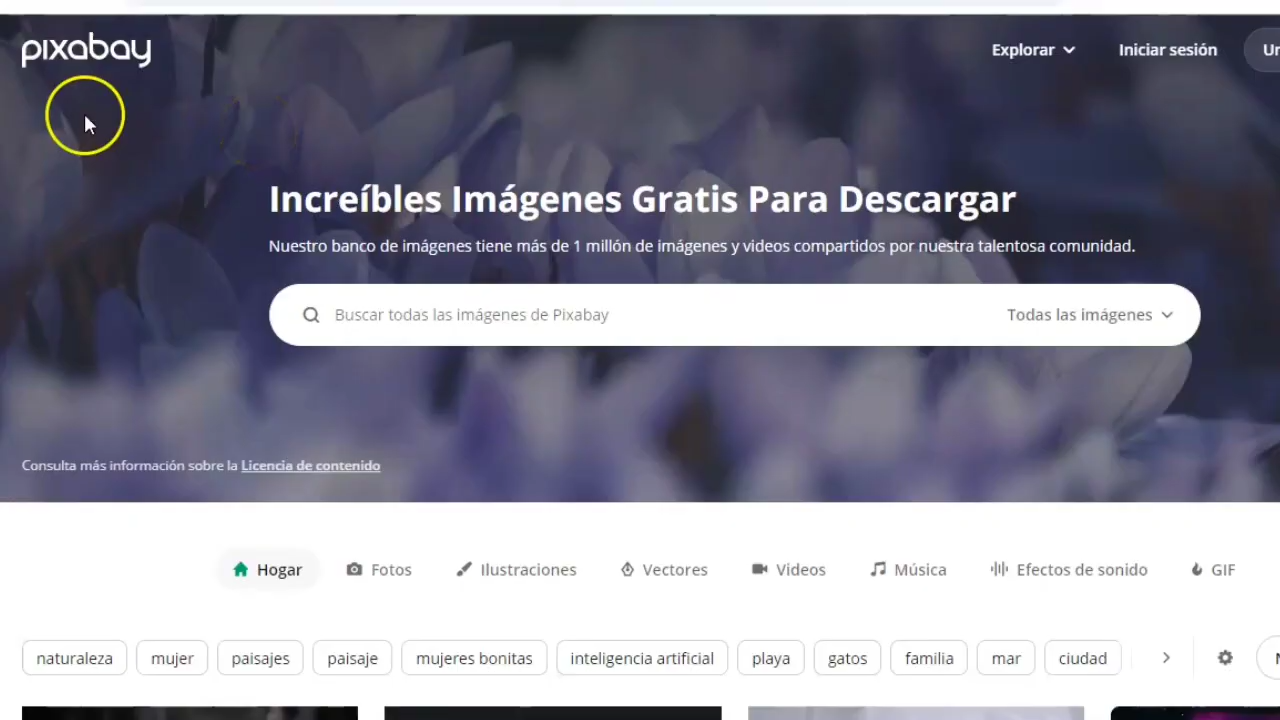 pixabay
Explorar
Iniciar sesión
Increíbles Imágenes Gratis Para Descargar
Nuestro banco de imágenes tiene más de 1 millón de imágenes y videos compartidos por nuestra talentosa comunidad.
Buscar todas las imágenes de Pixabay
Todas las imágenes
Consulta más información sobre la Licencia de contenido
Hogar
Fotos
Ilustraciones
Vectores
Videos
Música
Efectos de sonido
GIF
naturaleza
mujer
paisajes
paisaje
mujeres bonitas
inteligencia artificial
playa
gatos
familia
mar
ciudad